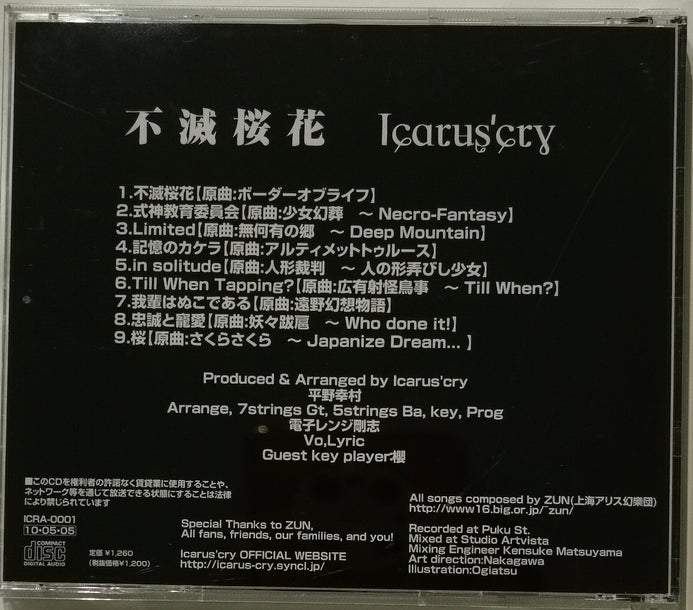 不滅桜花 Icarus'cry
1.不滅桜花【原曲:ボーダーオブライフ】
2.式神教育委員会【原曲:少女幻葬　～ Necro-Fantasy】
3.Limited【原曲:無何有の郷　～ Deep Mountain】
4.記憶のカケラ【原曲:アルティメットトゥルース】
5.in solitude【原曲:人形裁判　～ 人の形弄びし少女】
6.Till When Tapping?【原曲:広有射怪鳥事　～ Till When?】
7.我輩はぬこである【原曲:遠野幻想物語】
8.忠誠と寵愛【原曲:妖々跋扈　～ Who done it!】
9.桜【原曲:さくらさくら　～ Japanize Dream... 】
Produced & Arranged by Icarus'cry
平野幸村
Arrange, 7strings Gt, 5strings Ba, key, Prog
電子レンジ剛志
Vo,Lyric
Guest key player:櫻
■このCDを権利者の許諾なく賃貸業に使用することや、
ネットワーク等を通じて放送できる状態にすることは法律
により禁じられています
ICRA-0001
10・05・05
COMPACT
disc
DIGITAL AUDIO
定価 ¥1,260
(税抜価格¥1,200)
Special Thanks to ZUN,
All fans, friends, our families, and you!
Icarus'cry OFFICIAL WEBSITE
http://icarus-cry.syncl.jp/
All songs composed by ZUN(上海アリス幻樂団)
http://www16.big.or.jp/~zun/
Recorded at Puku St.
Mixed at Studio Artvista
Mixing Engineer Kensuke Matsuyama
Art direction:Nakagawa
Illustration:Ogiatsu